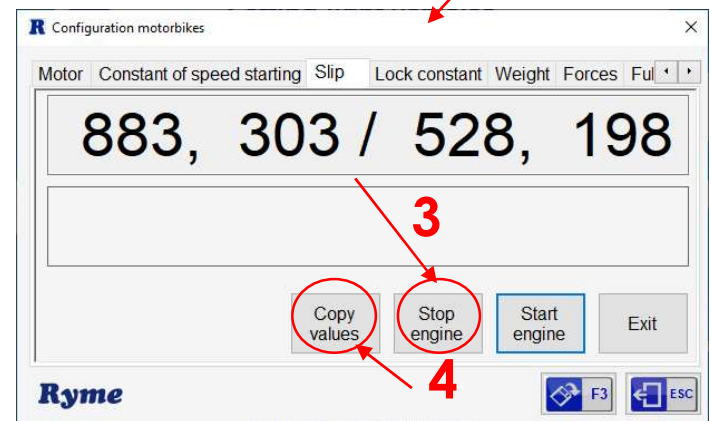 R Configuration motorbikes ×
Motor Constant of speed starting Slip Lock constant Weight Forces Ful
883, 303 / 528, 198
3
Copy values
Stop engine
Start engine
Exit
4
Ryme
F3
ESC